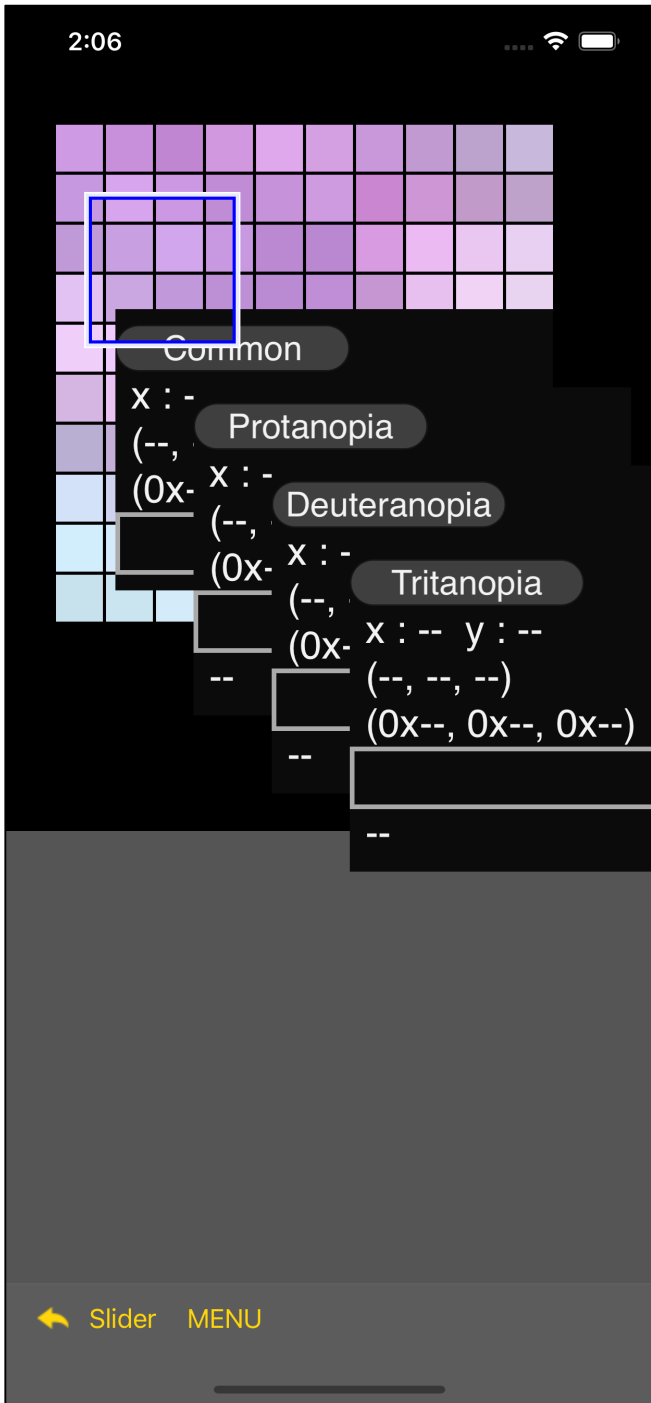 2:06
Common
x : -
(--,
(0x-
Protanopia
x : -
(--,
(0x-
--
Deuteranopia
x : -
(--,
(0x-
--
Tritanopia
x : -- y : --
(--, --, --)
(0x--, 0x--, 0x--)
--
Slider MENU